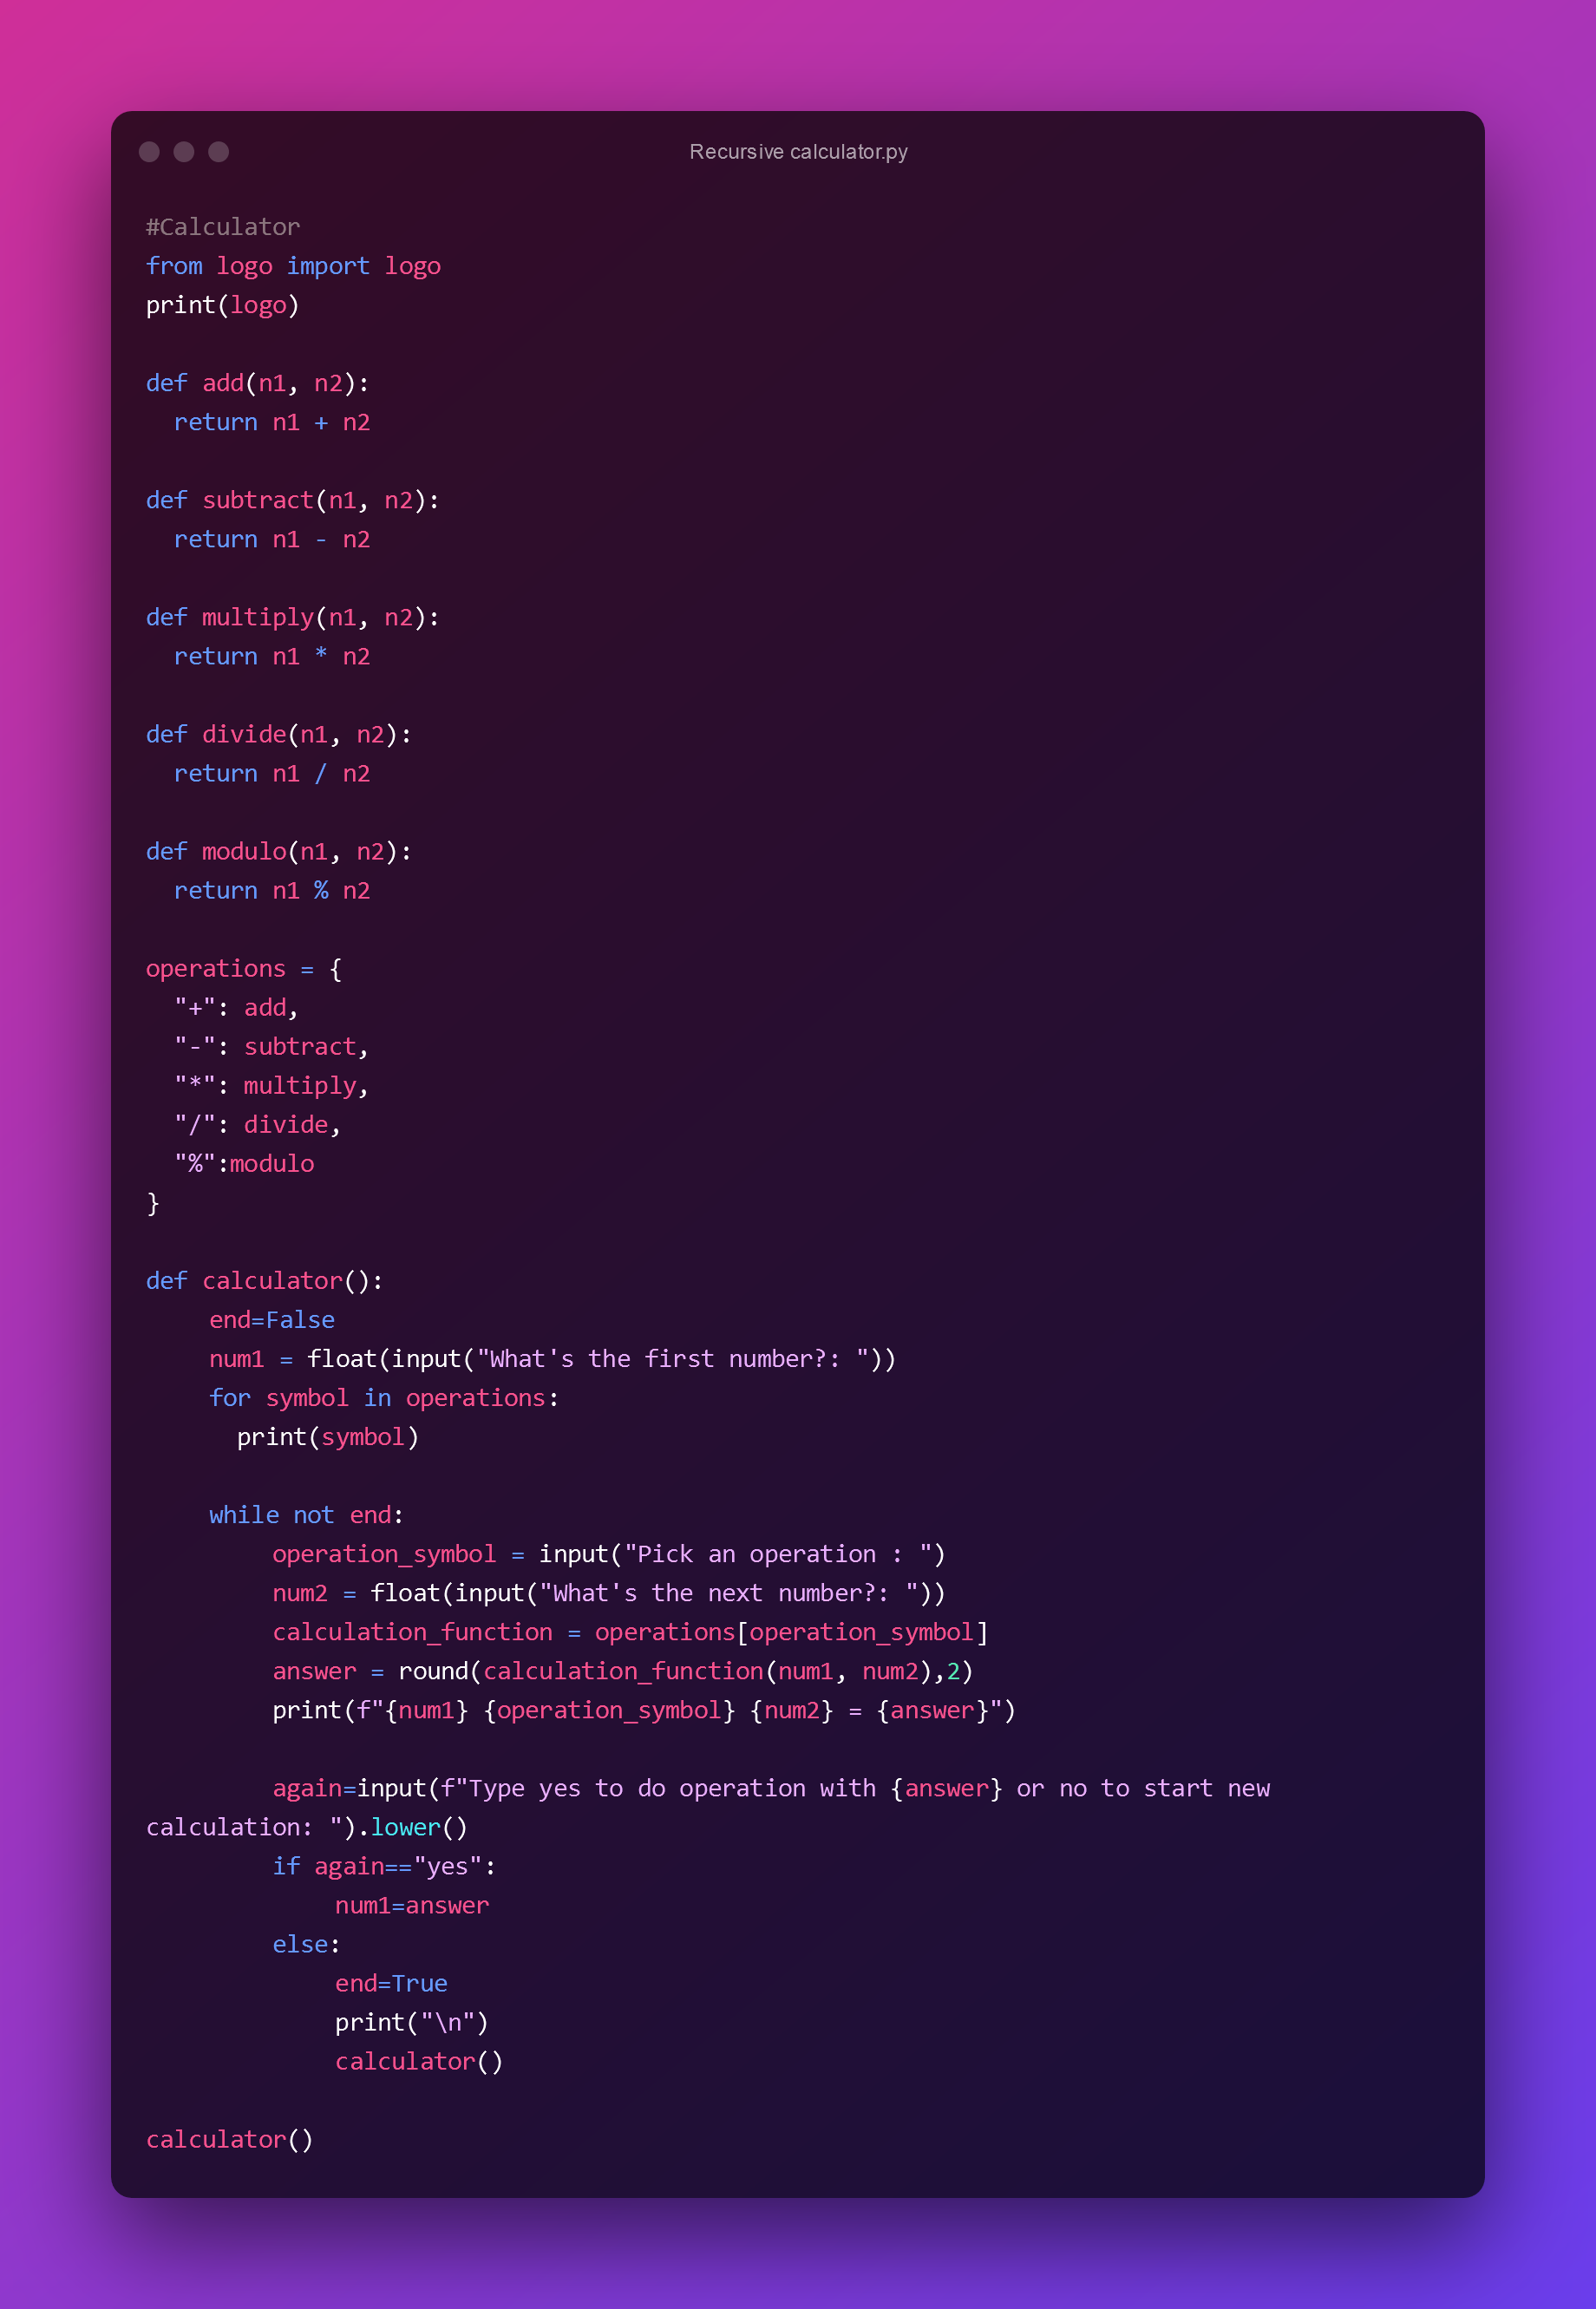 Recursive calculator.py
#Calculator
from logo import logo
print(logo)

def add(n1, n2):
  return n1 + n2

def subtract(n1, n2):
  return n1 - n2

def multiply(n1, n2):
  return n1 * n2

def divide(n1, n2):
  return n1 / n2

def modulo(n1, n2):
  return n1 % n2

operations = {
  "+": add,
  "-": subtract,
  "*": multiply,
  "/": divide,
  "%":modulo
}

def calculator():
    end=False
    num1 = float(input("What's the first number?: "))
    for symbol in operations:
      print(symbol)

    while not end:
        operation_symbol = input("Pick an operation : ")
        num2 = float(input("What's the next number?: "))
        calculation_function = operations[operation_symbol]
        answer = round(calculation_function(num1, num2),2)
        print(f"{num1} {operation_symbol} {num2} = {answer}")

        again=input(f"Type yes to do operation with {answer} or no to start new
calculation: ").lower()
        if again=="yes":
            num1=answer
        else:
            end=True
            print("\n")
            calculator()

calculator()